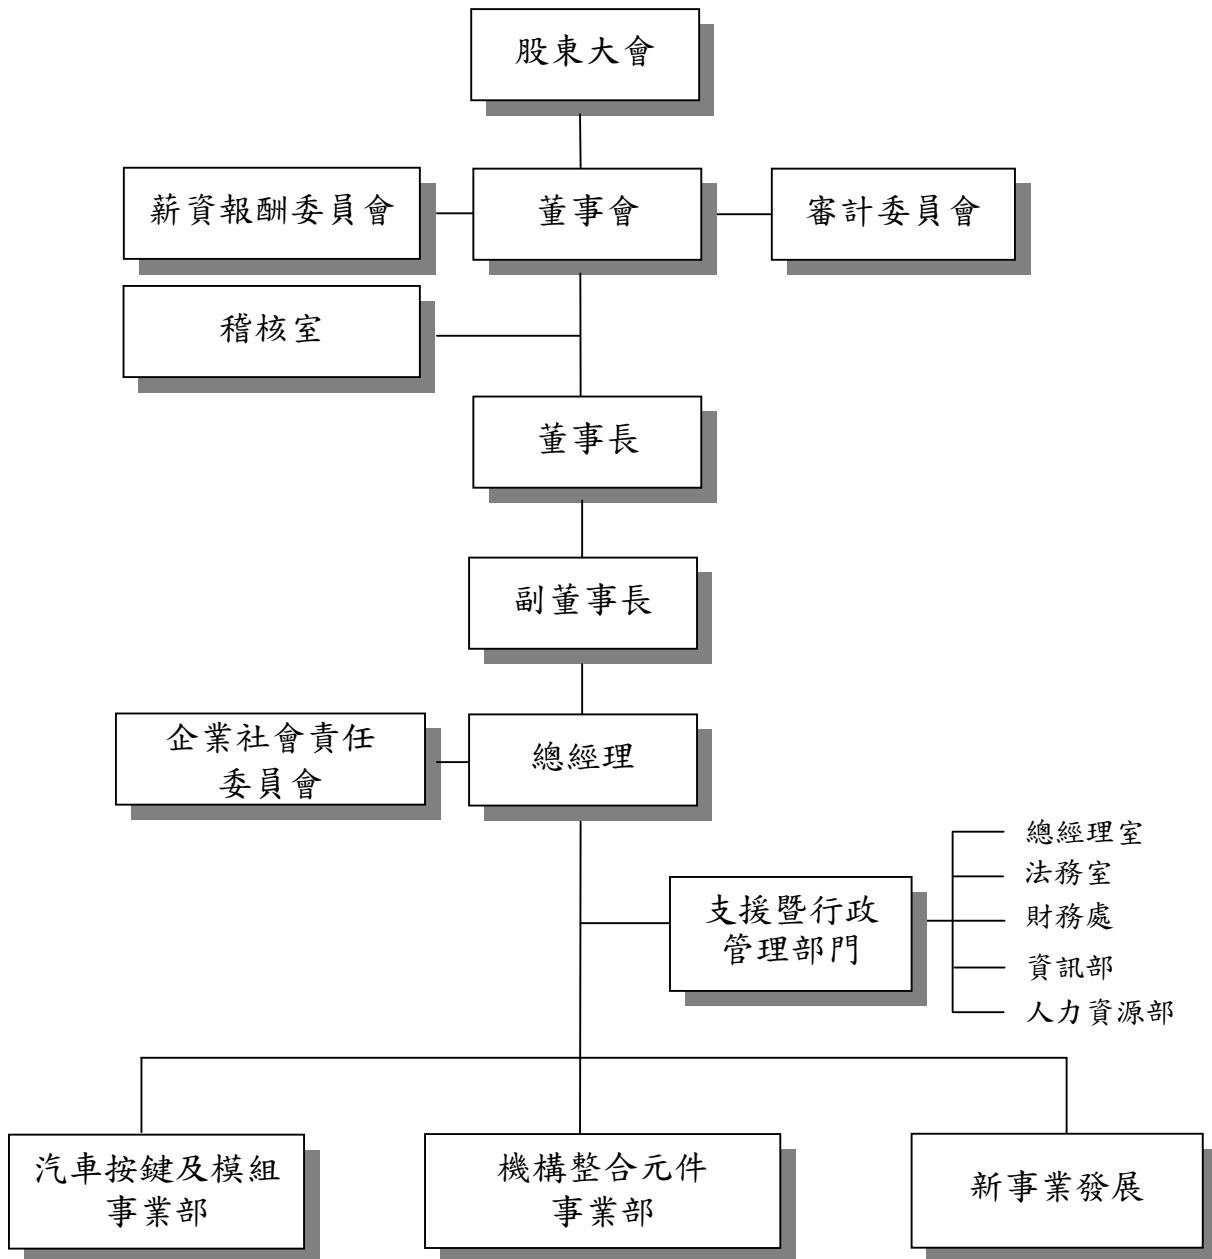 股東大會
薪資報酬委員會
董事會
審計委員會
稽核室
董事長
副董事長
企業社會責任
委員會
總經理
支援暨行政
管理部門
總經理室
法務室
財務處
資訊部
人力資源部
汽車按鍵及模組
事業部
機構整合元件
事業部
新事業發展